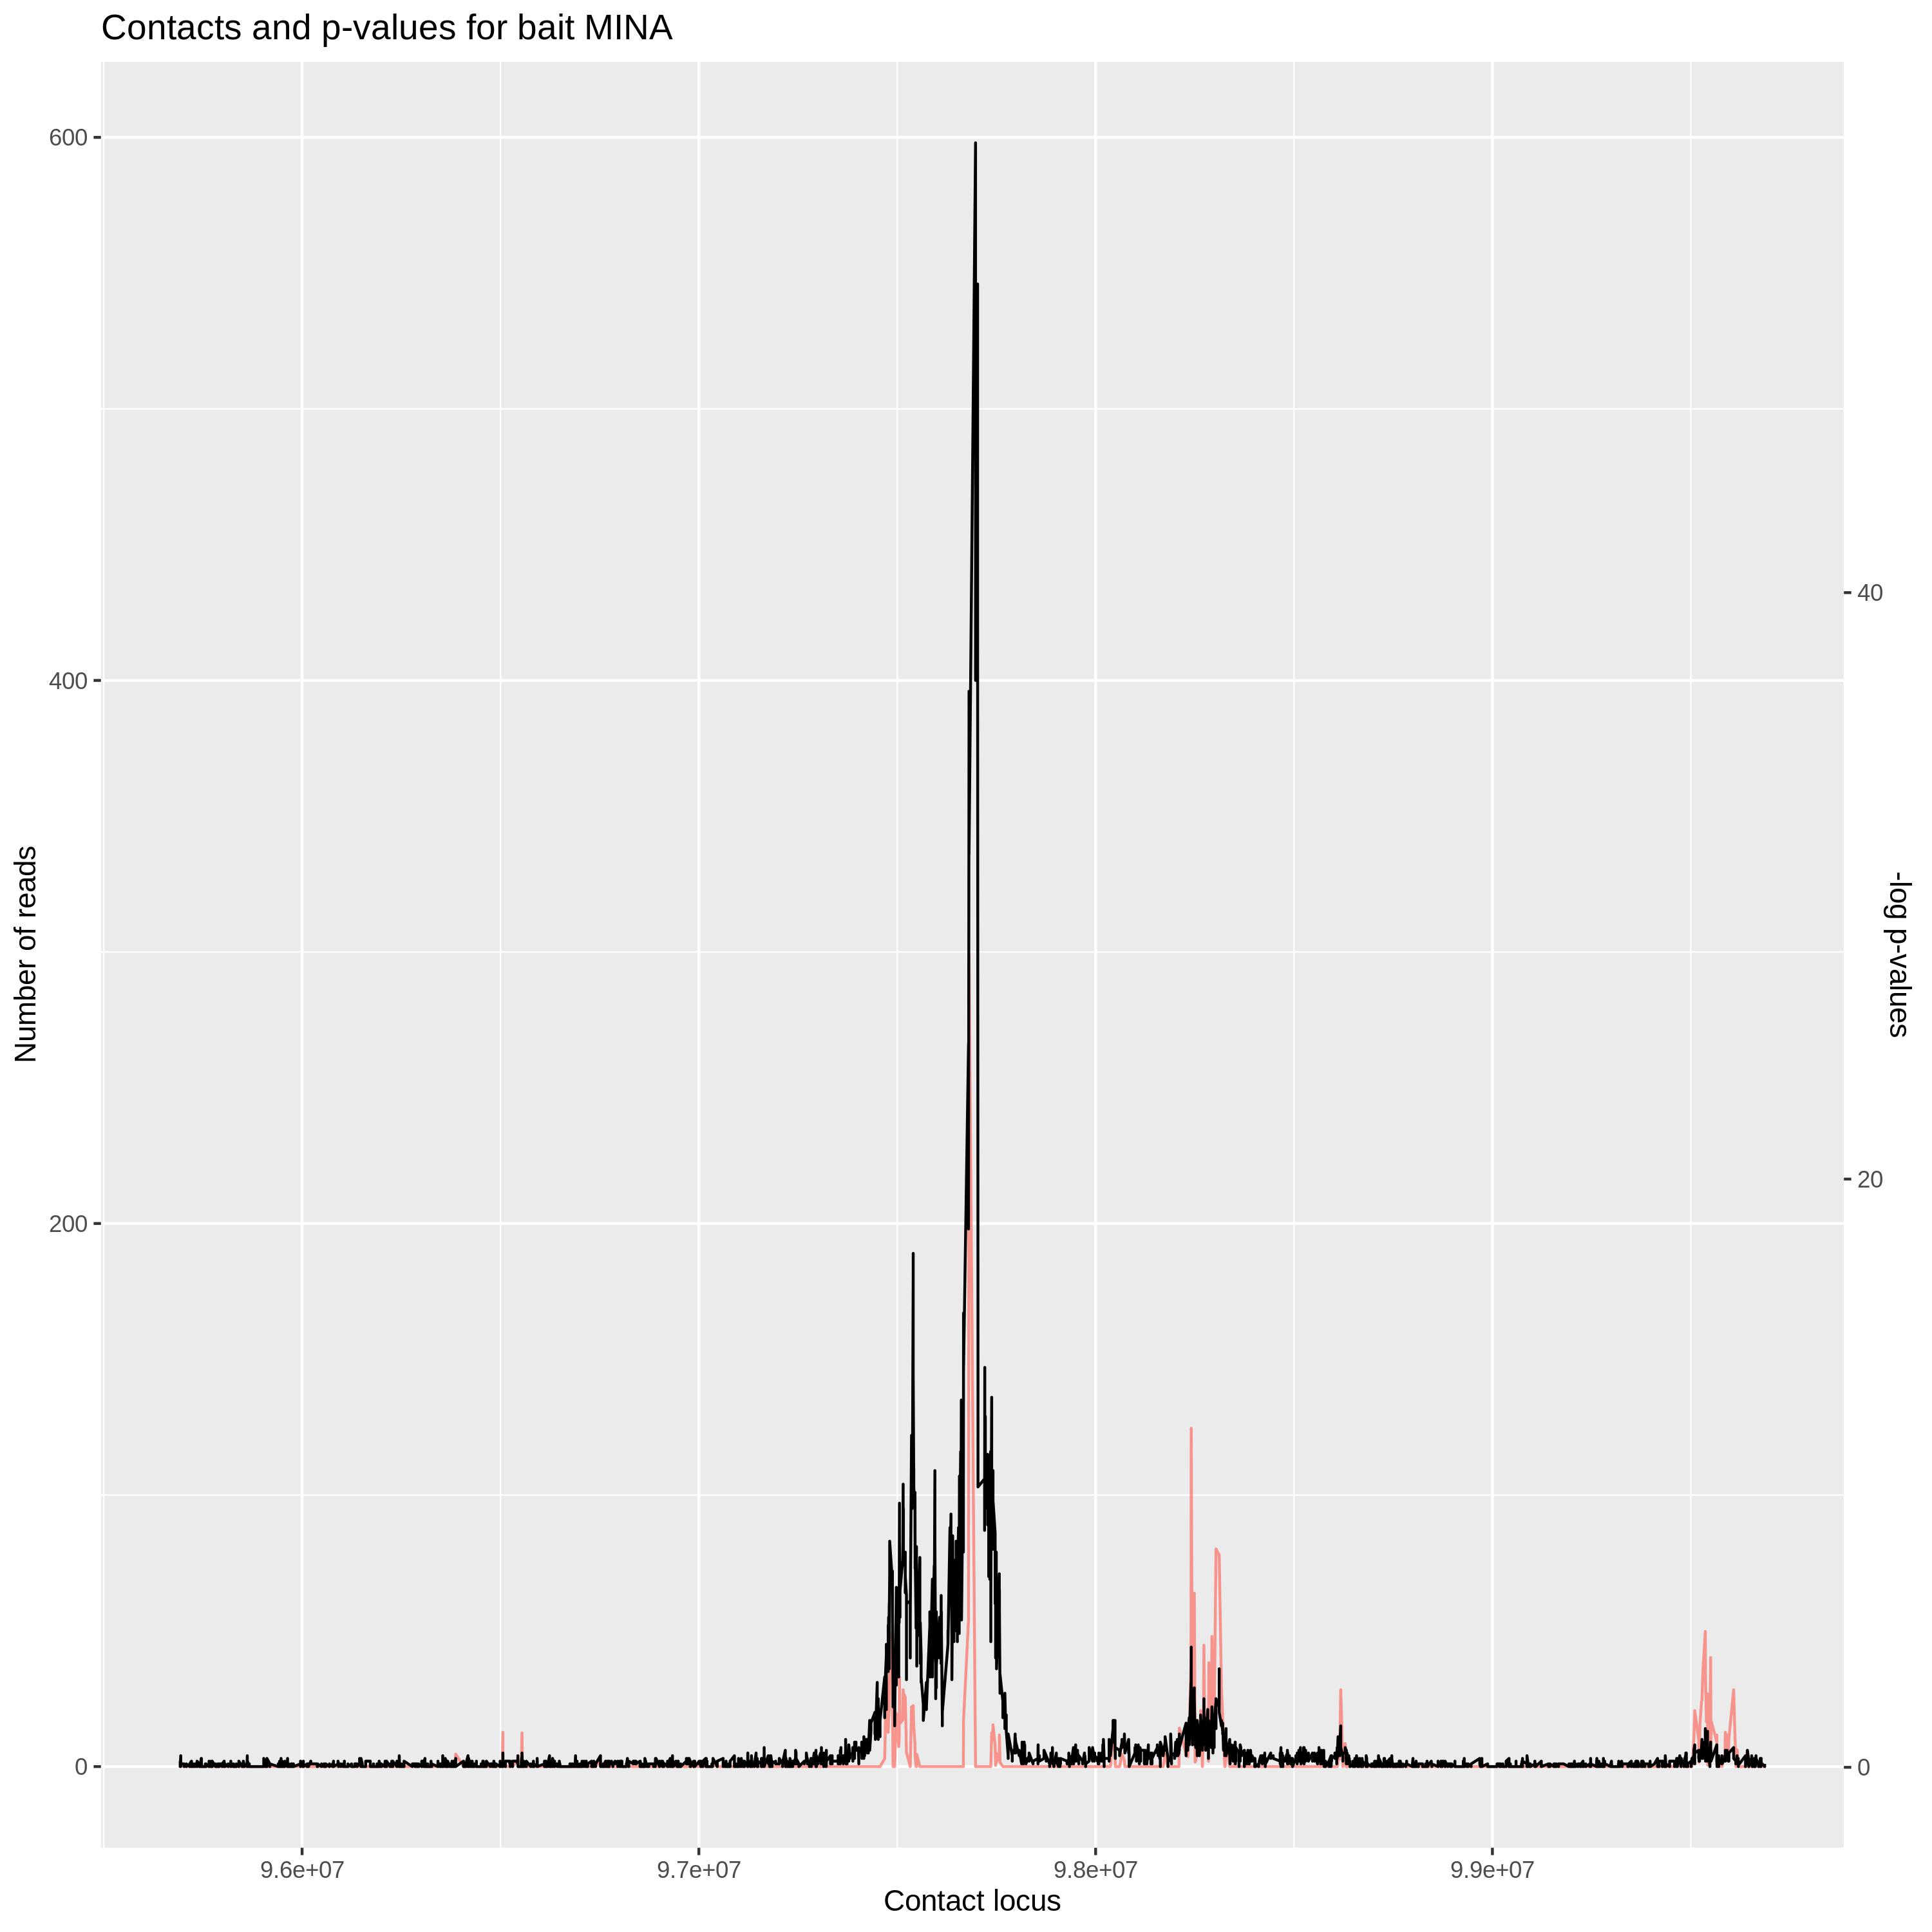 Contacts and p-values for bait MINA
600
400
200
0
Number of reads
40
20
0
-log p-values
9.6e+07
9.7e+07
9.8e+07
9.9e+07
Contact locus